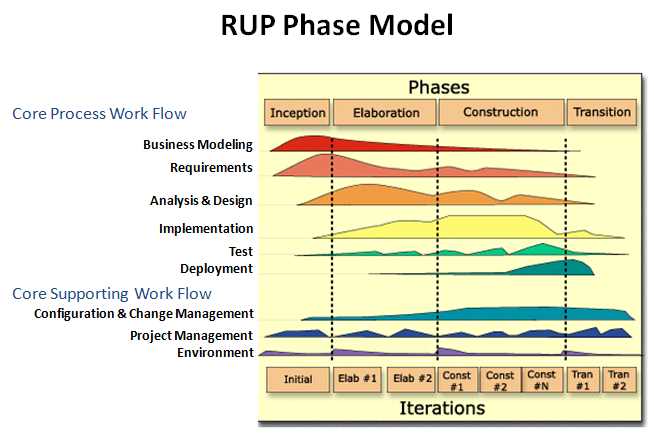 RUP Phase Model
Phases
Core Process Work Flow
Inception
Elaboration
Construction
Transition
Business Modeling
Requirements
Analysis & Design
Implementation
Test
Deployment
Core Supporting Work Flow
Configuration & Change Management
Project Management
Environment
Initial
Elab #1
Elab #2
Const
#1
Const
#2
Const
#N
Tran
#1
Tran
#2
Iterations